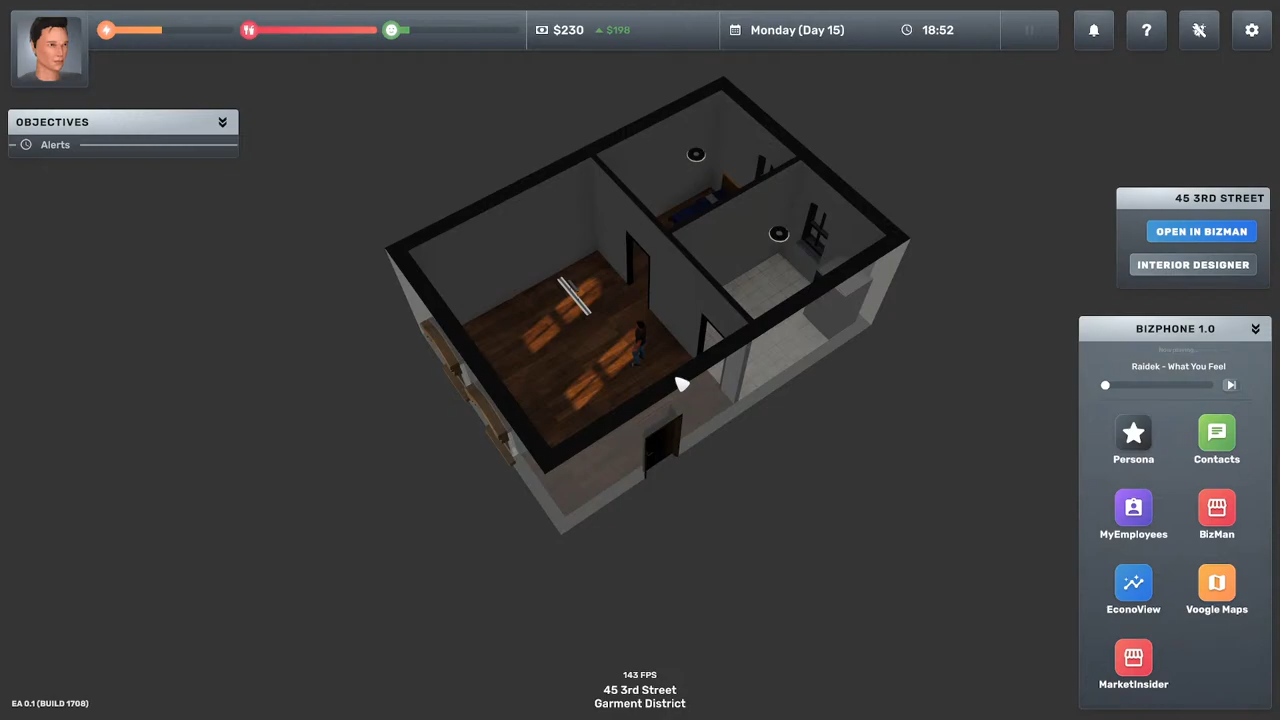 $230
$198
Monday (Day 15)
18:52
?
OBJECTIVES
Alerts
45 3RD STREET
OPEN IN BIZMAN
INTERIOR DESIGNER
BIZPHONE 1.0
Raidek - What You Feel
Persona
Contacts
MyEmployees
BizMan
EconoView
Voogle Maps
MarketInsider
143 FPS
45 3rd Street
Garment District
EA 0.1 (BUILD 1708)